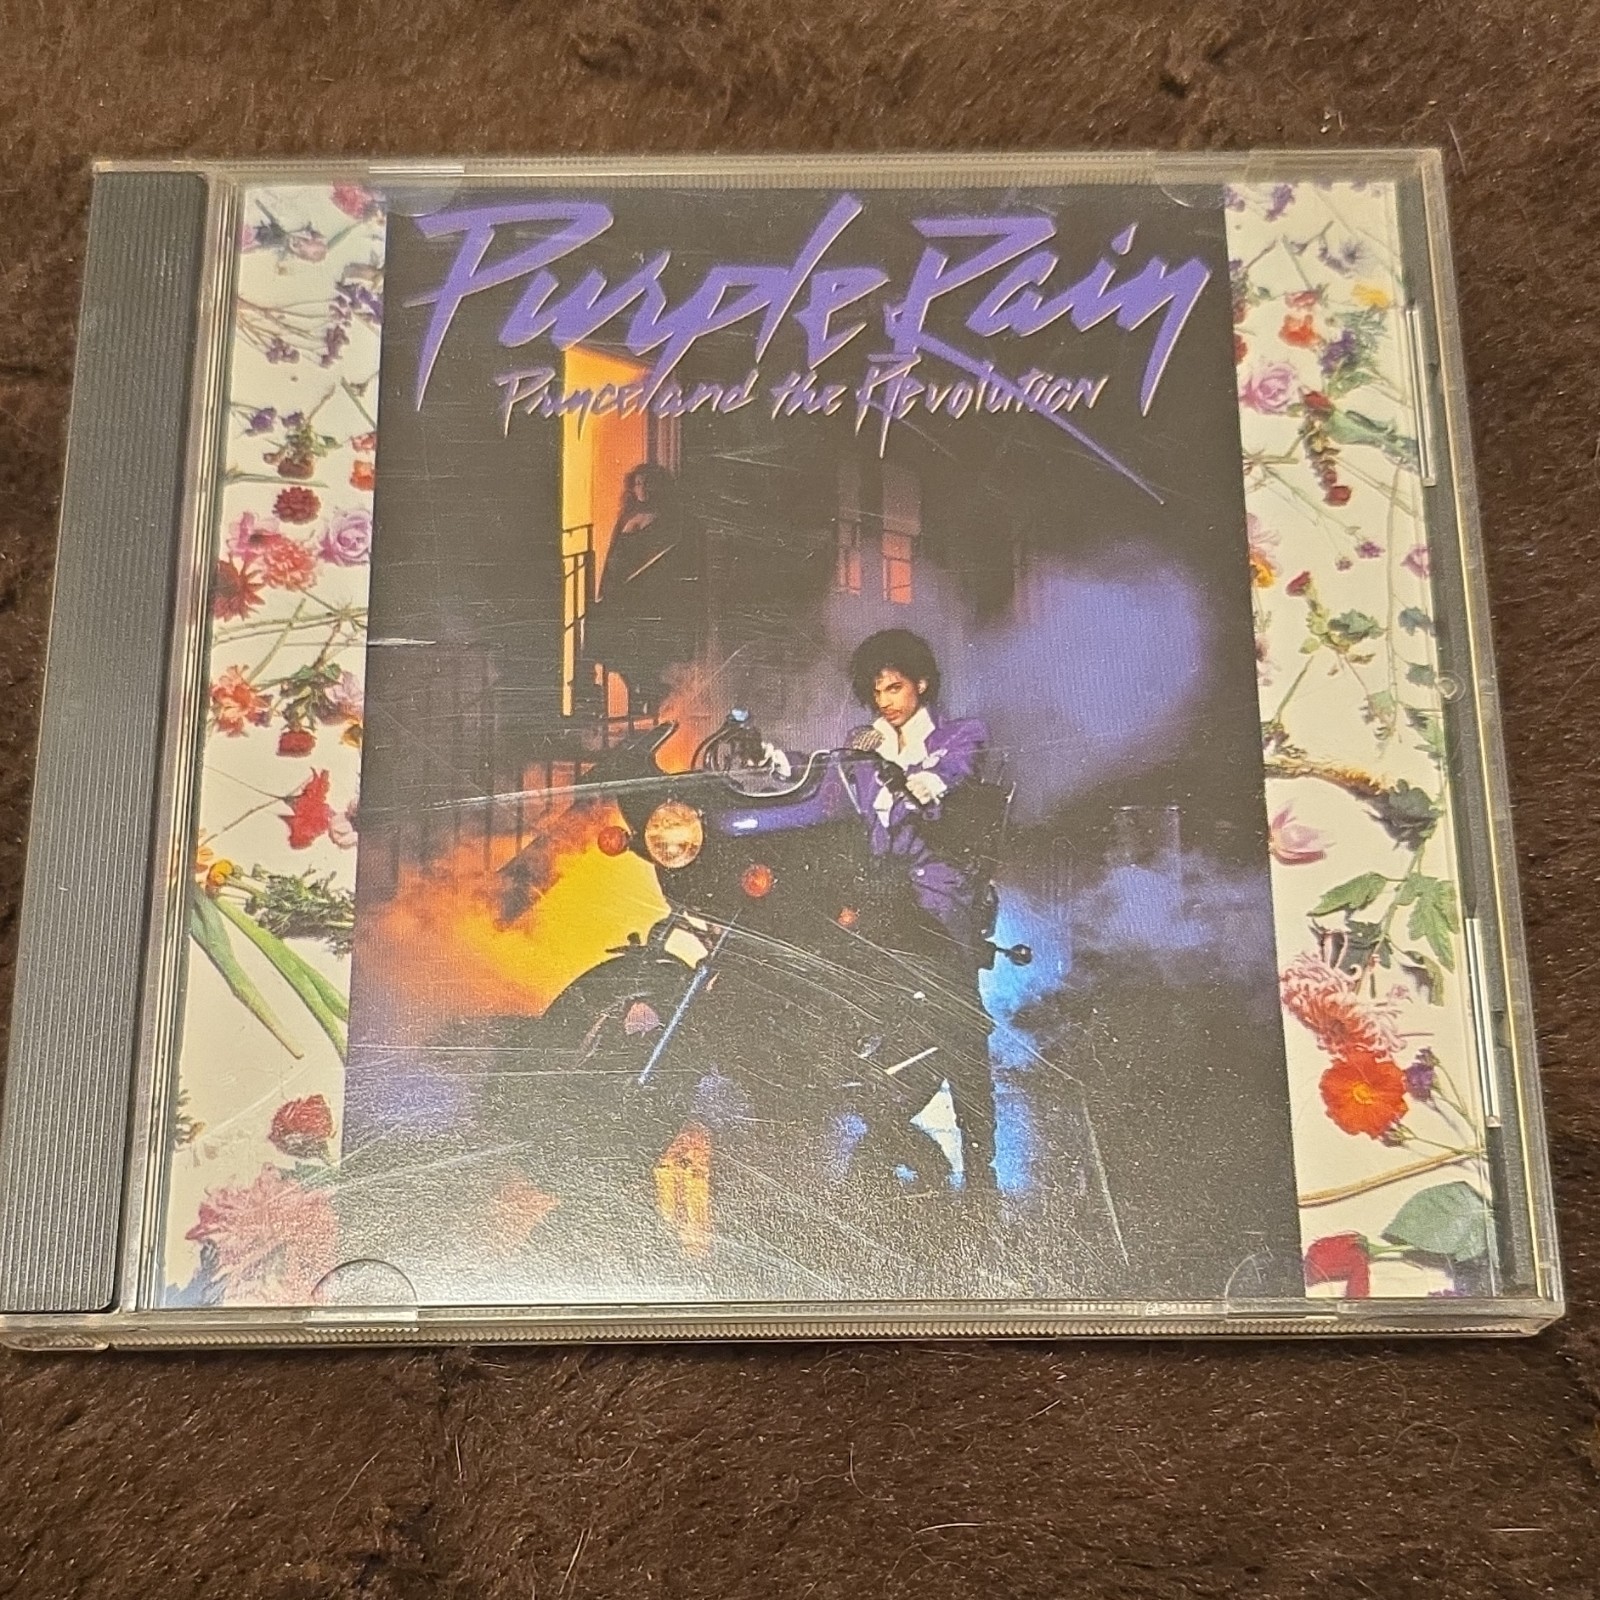 Purple Rain
Prince and the Revolution